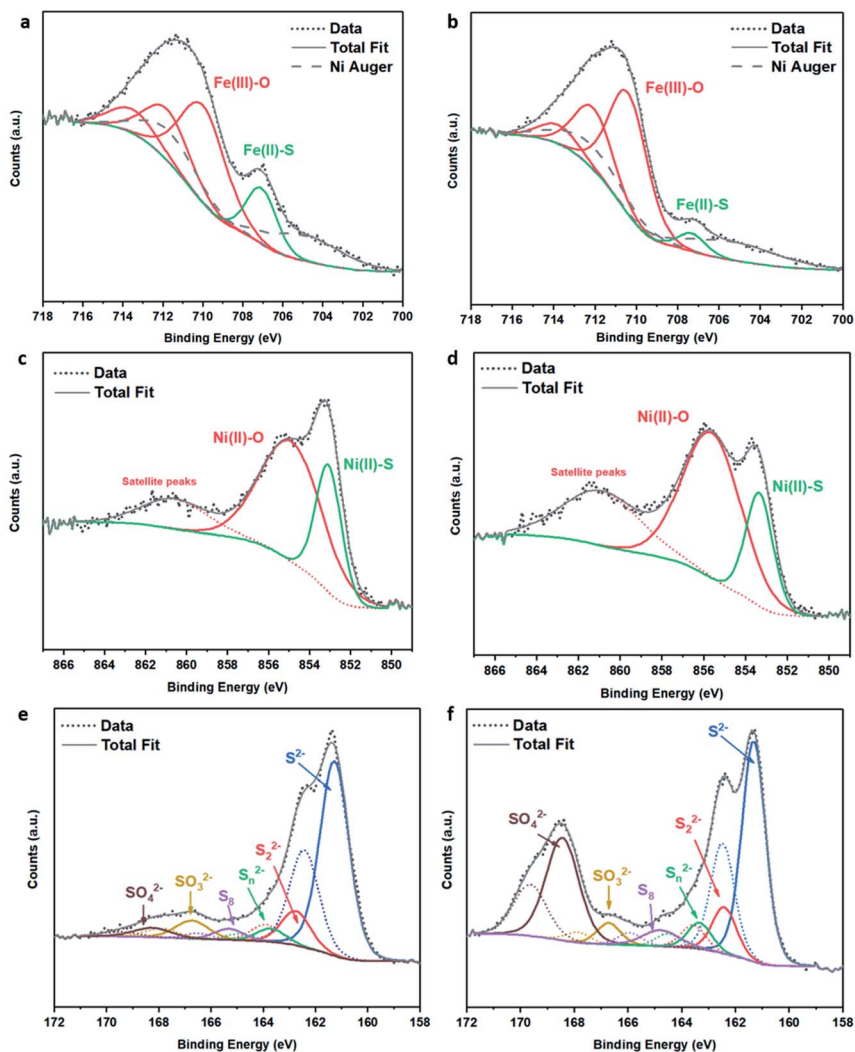 a
Data
Total Fit
Ni Auger
Fe(III)-O
Fe(II)-S
Counts (a.u.)
718 716 714 712 710 708 706 704 702 700
Binding Energy (eV)
b
Data
Total Fit
Ni Auger
Fe(III)-O
Fe(II)-S
Counts (a.u.)
718 716 714 713 711 709 707 706 704 702 700
Binding Energy (eV)
c
Data
Total Fit
Ni(II)-O
Satellite peaks
Ni(II)-S
Counts (a.u.)
866 864 862 860 858 856 854 852 850
Binding Energy (eV)
d
Data
Total Fit
Ni(II)-O
Satellite peaks
Ni(II)-S
Counts (a.u.)
866 864 862 860 858 856 854 852 850
Binding Energy (eV)
e
Data
Total Fit
S²⁻
S₂²⁻
Sₙ²⁻
S₈
SO₃²⁻
SO₄²⁻
Counts (a.u.)
172 170 168 166 164 162 160 158
Binding Energy (eV)
f
Data
Total Fit
S²⁻
SO₄²⁻
S₂²⁻
Sₙ²⁻
SO₃²⁻
S₈
Counts (a.u.)
172 170 168 166 164 162 160 158
Binding Energy (eV)